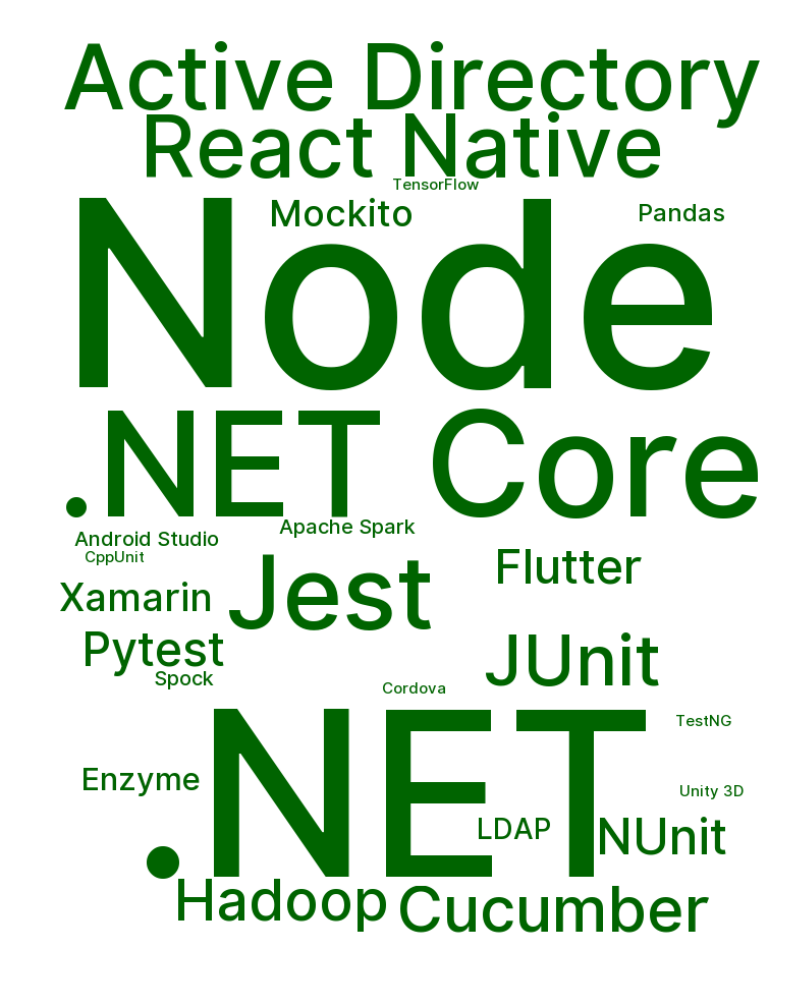 Active Directory
React Native
TensorFlow
Mockito
Pandas
Node
.NET Core
Apache Spark
Android Studio
CppUnit
Flutter
Jest
Xamarin
Pytest
JUnit
Spock
Cordova
.NET
TestNG
Enzyme
Unity 3D
LDAP
NUnit
Hadoop
Cucumber